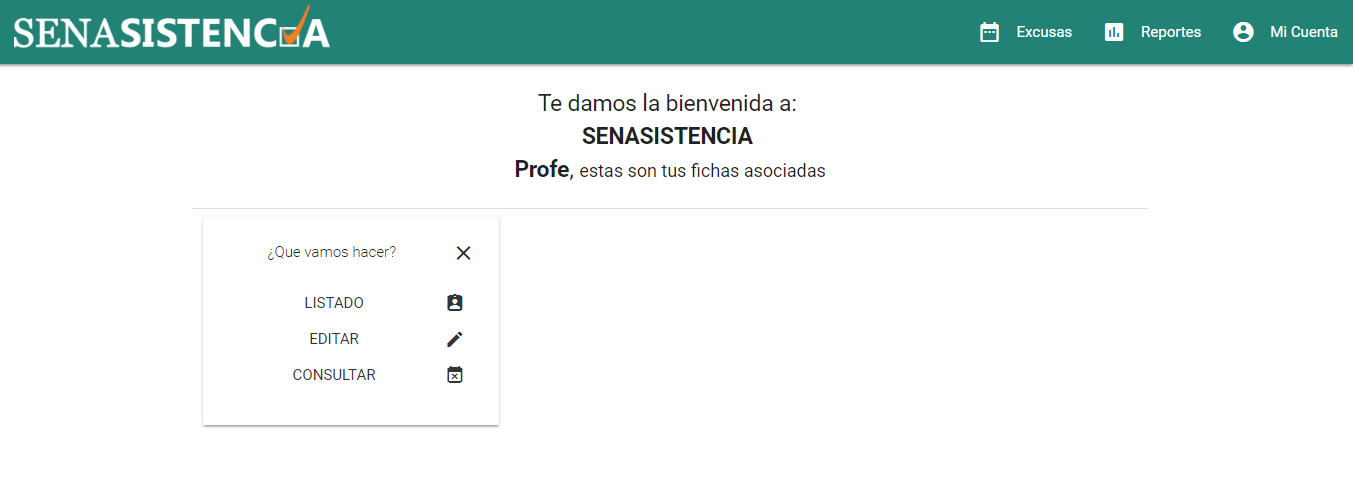 SENASISTENCIA
Excusas
Reportes
Mi Cuenta
Te damos la bienvenida a:
SENASISTENCIA
Profe, estas son tus fichas asociadas
¿Que vamos hacer?
LISTADO
EDITAR
CONSULTAR